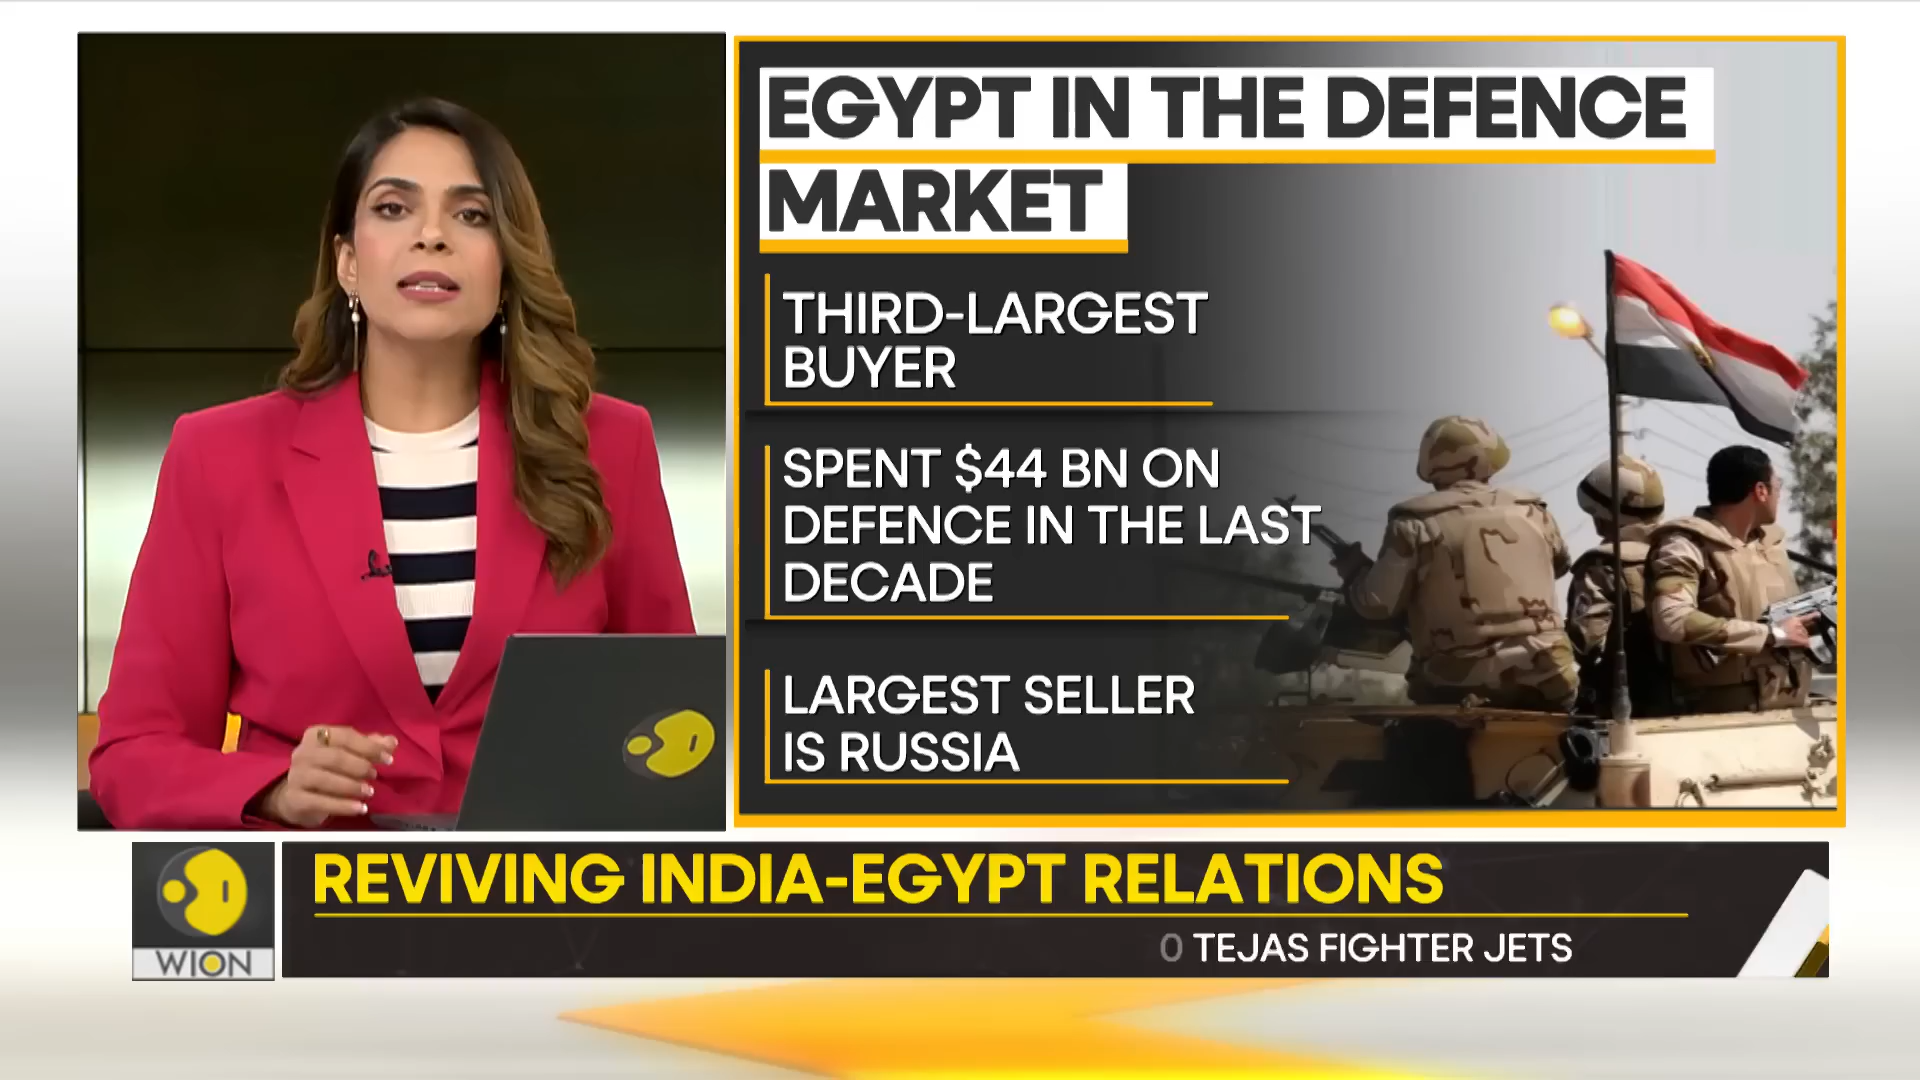 EGYPT IN THE DEFENCE
MARKET
THIRD-LARGEST
BUYER
SPENT $44 BN ON
DEFENCE IN THE LAST
DECADE
LARGEST SELLER
IS RUSSIA
REVIVING INDIA-EGYPT RELATIONS
0 TEJAS FIGHTER JETS
WION